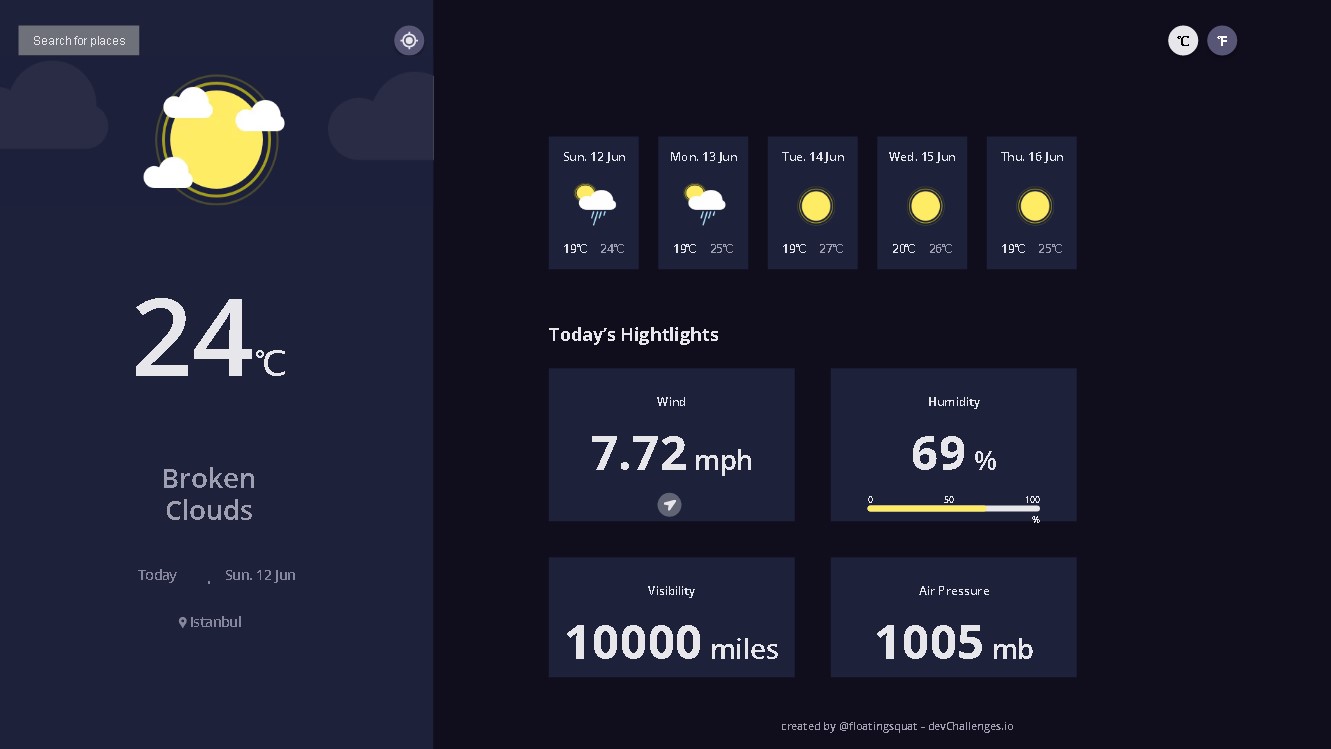 Search for places
°C
°F
Sun. 12 Jun
Mon. 13 Jun
Tue. 14 Jun
Wed. 15 Jun
Thu. 16 Jun
19°C 24°C
19°C 25°C
19°C 27°C
20°C 26°C
19°C 25°C
24°C
Broken
Clouds
Today . Sun. 12 Jun
Istanbul
Today’s Hightlights
Wind
7.72 mph
Humidity
69 %
0 50 100
%
Visibility
10000 miles
Air Pressure
1005 mb
created by @floatingsquat - devChallenges.io